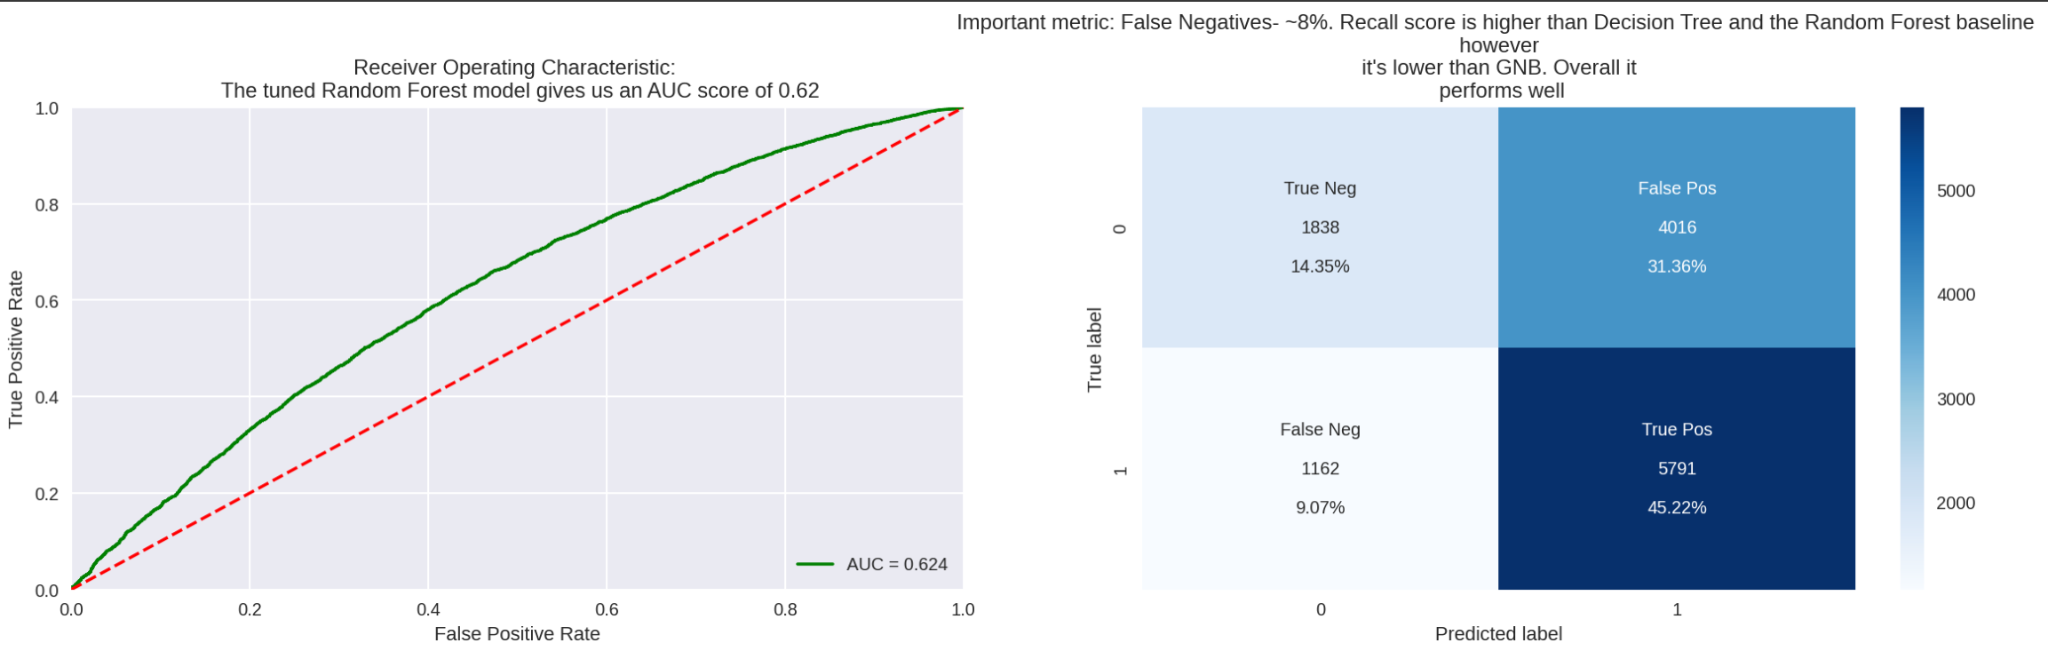 Receiver Operating Characteristic:
The tuned Random Forest model gives us an AUC score of 0.62
1.0
0.8
0.6
0.4
0.2
0.0
True Positive Rate
0.0 0.2 0.4 0.6 0.8 1.0
False Positive Rate
AUC = 0.624
Important metric: False Negatives- ~8%. Recall score is higher than Decision Tree and the Random Forest baseline
however
it's lower than GNB. Overall it
performs well
True Neg
1838
14.35%
False Pos
4016
31.36%
False Neg
1162
9.07%
True Pos
5791
45.22%
0
1
True label
0 1
Predicted label
5000
4000
3000
2000